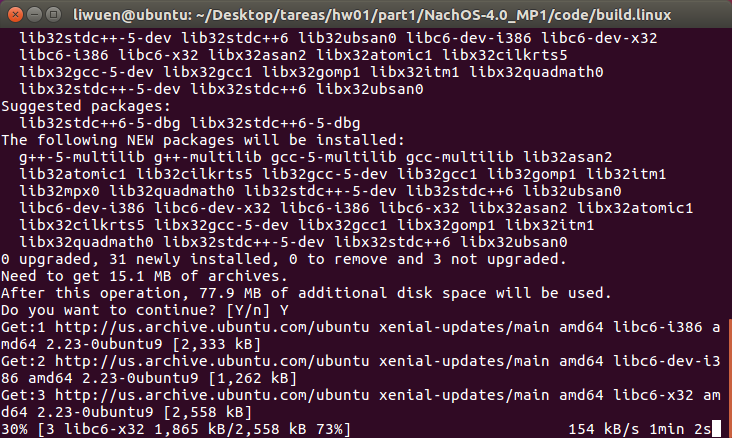 liwuen@ubuntu: ~/Desktop/tareas/hw01/part1/NachOS-4.0_MP1/code/build.linux
lib32stdc++-5-dev lib32stdc++6 lib32ubsan0 libc6-dev-i386 libc6-dev-x32
libc6-i386 libc6-x32 libx32asan2 libx32atomic1 libx32cilkrts5
libx32gcc-5-dev libx32gcc1 libx32gomp1 libx32itm1 libx32quadmath0
libx32stdc++-5-dev libx32stdc++6 libx32ubsan0
Suggested packages:
lib32stdc++6-5-dbg libx32stdc++6-5-dbg
The following NEW packages will be installed:
g++-5-multilib g++-multilib gcc-5-multilib gcc-multilib lib32asan2
lib32atomic1 lib32cilkrts5 lib32gcc-5-dev lib32gcc1 lib32gomp1 lib32itm1
lib32mpx0 lib32quadmath0 lib32stdc++-5-dev lib32stdc++6 lib32ubsan0
libc6-dev-i386 libc6-dev-x32 libc6-i386 libc6-x32 libx32asan2 libx32atomic1
libx32cilkrts5 libx32gcc-5-dev libx32gcc1 libx32gomp1 libx32itm1
libx32quadmath0 libx32stdc++-5-dev libx32stdc++6 libx32ubsan0
0 upgraded, 31 newly installed, 0 to remove and 3 not upgraded.
Need to get 15.1 MB of archives.
After this operation, 77.9 MB of additional disk space will be used.
Do you want to continue? [Y/n] Y
Get:1 http://us.archive.ubuntu.com/ubuntu xenial-updates/main amd64 libc6-i386 a
md64 2.23-0ubuntu9 [2,333 kB]
Get:2 http://us.archive.ubuntu.com/ubuntu xenial-updates/main amd64 libc6-dev-i3
86 amd64 2.23-0ubuntu9 [1,262 kB]
Get:3 http://us.archive.ubuntu.com/ubuntu xenial-updates/main amd64 libc6-x32 am
d64 2.23-0ubuntu9 [2,558 kB]
30% [3 libc6-x32 1,865 kB/2,558 kB 73%] 154 kB/s 1min 2s